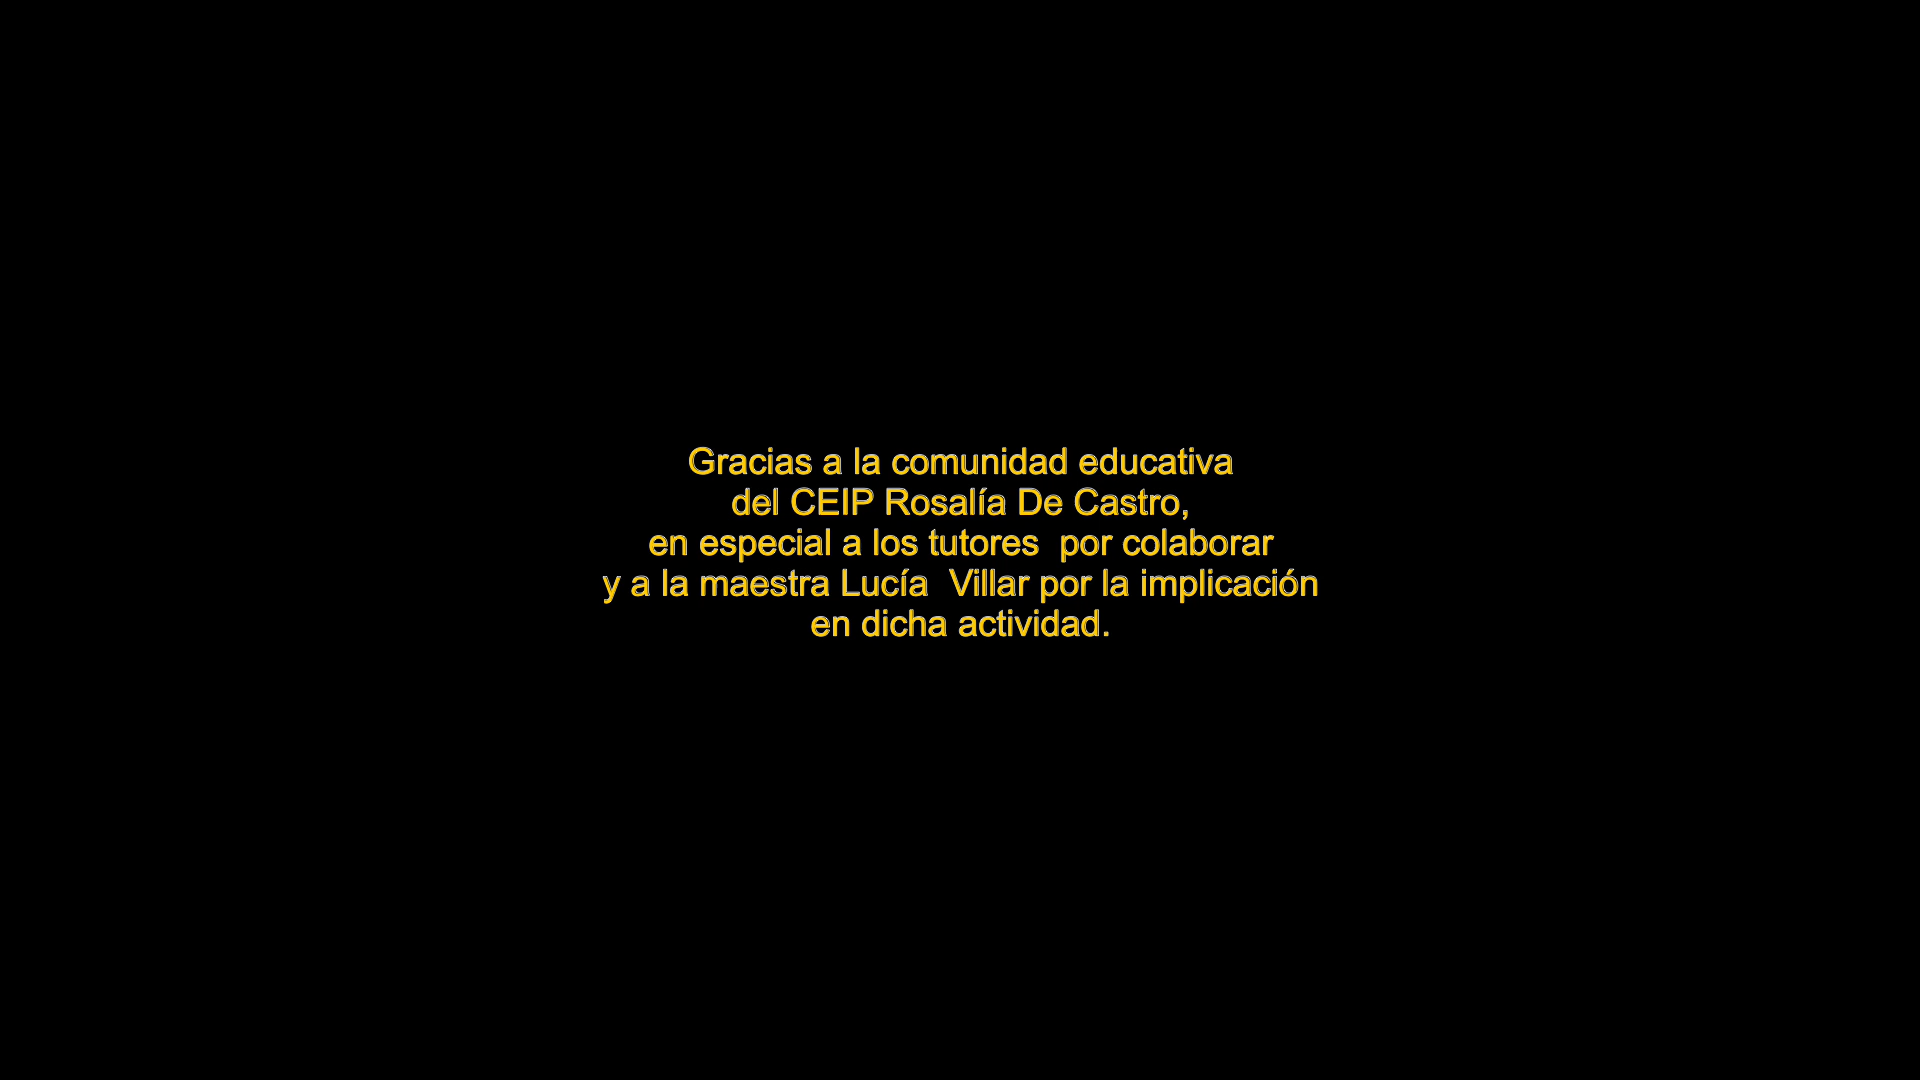 Gracias a la comunidad educativa
del CEIP Rosalía De Castro,
en especial a los tutores  por colaborar
y a la maestra Lucía  Villar por la implicación
en dicha actividad.